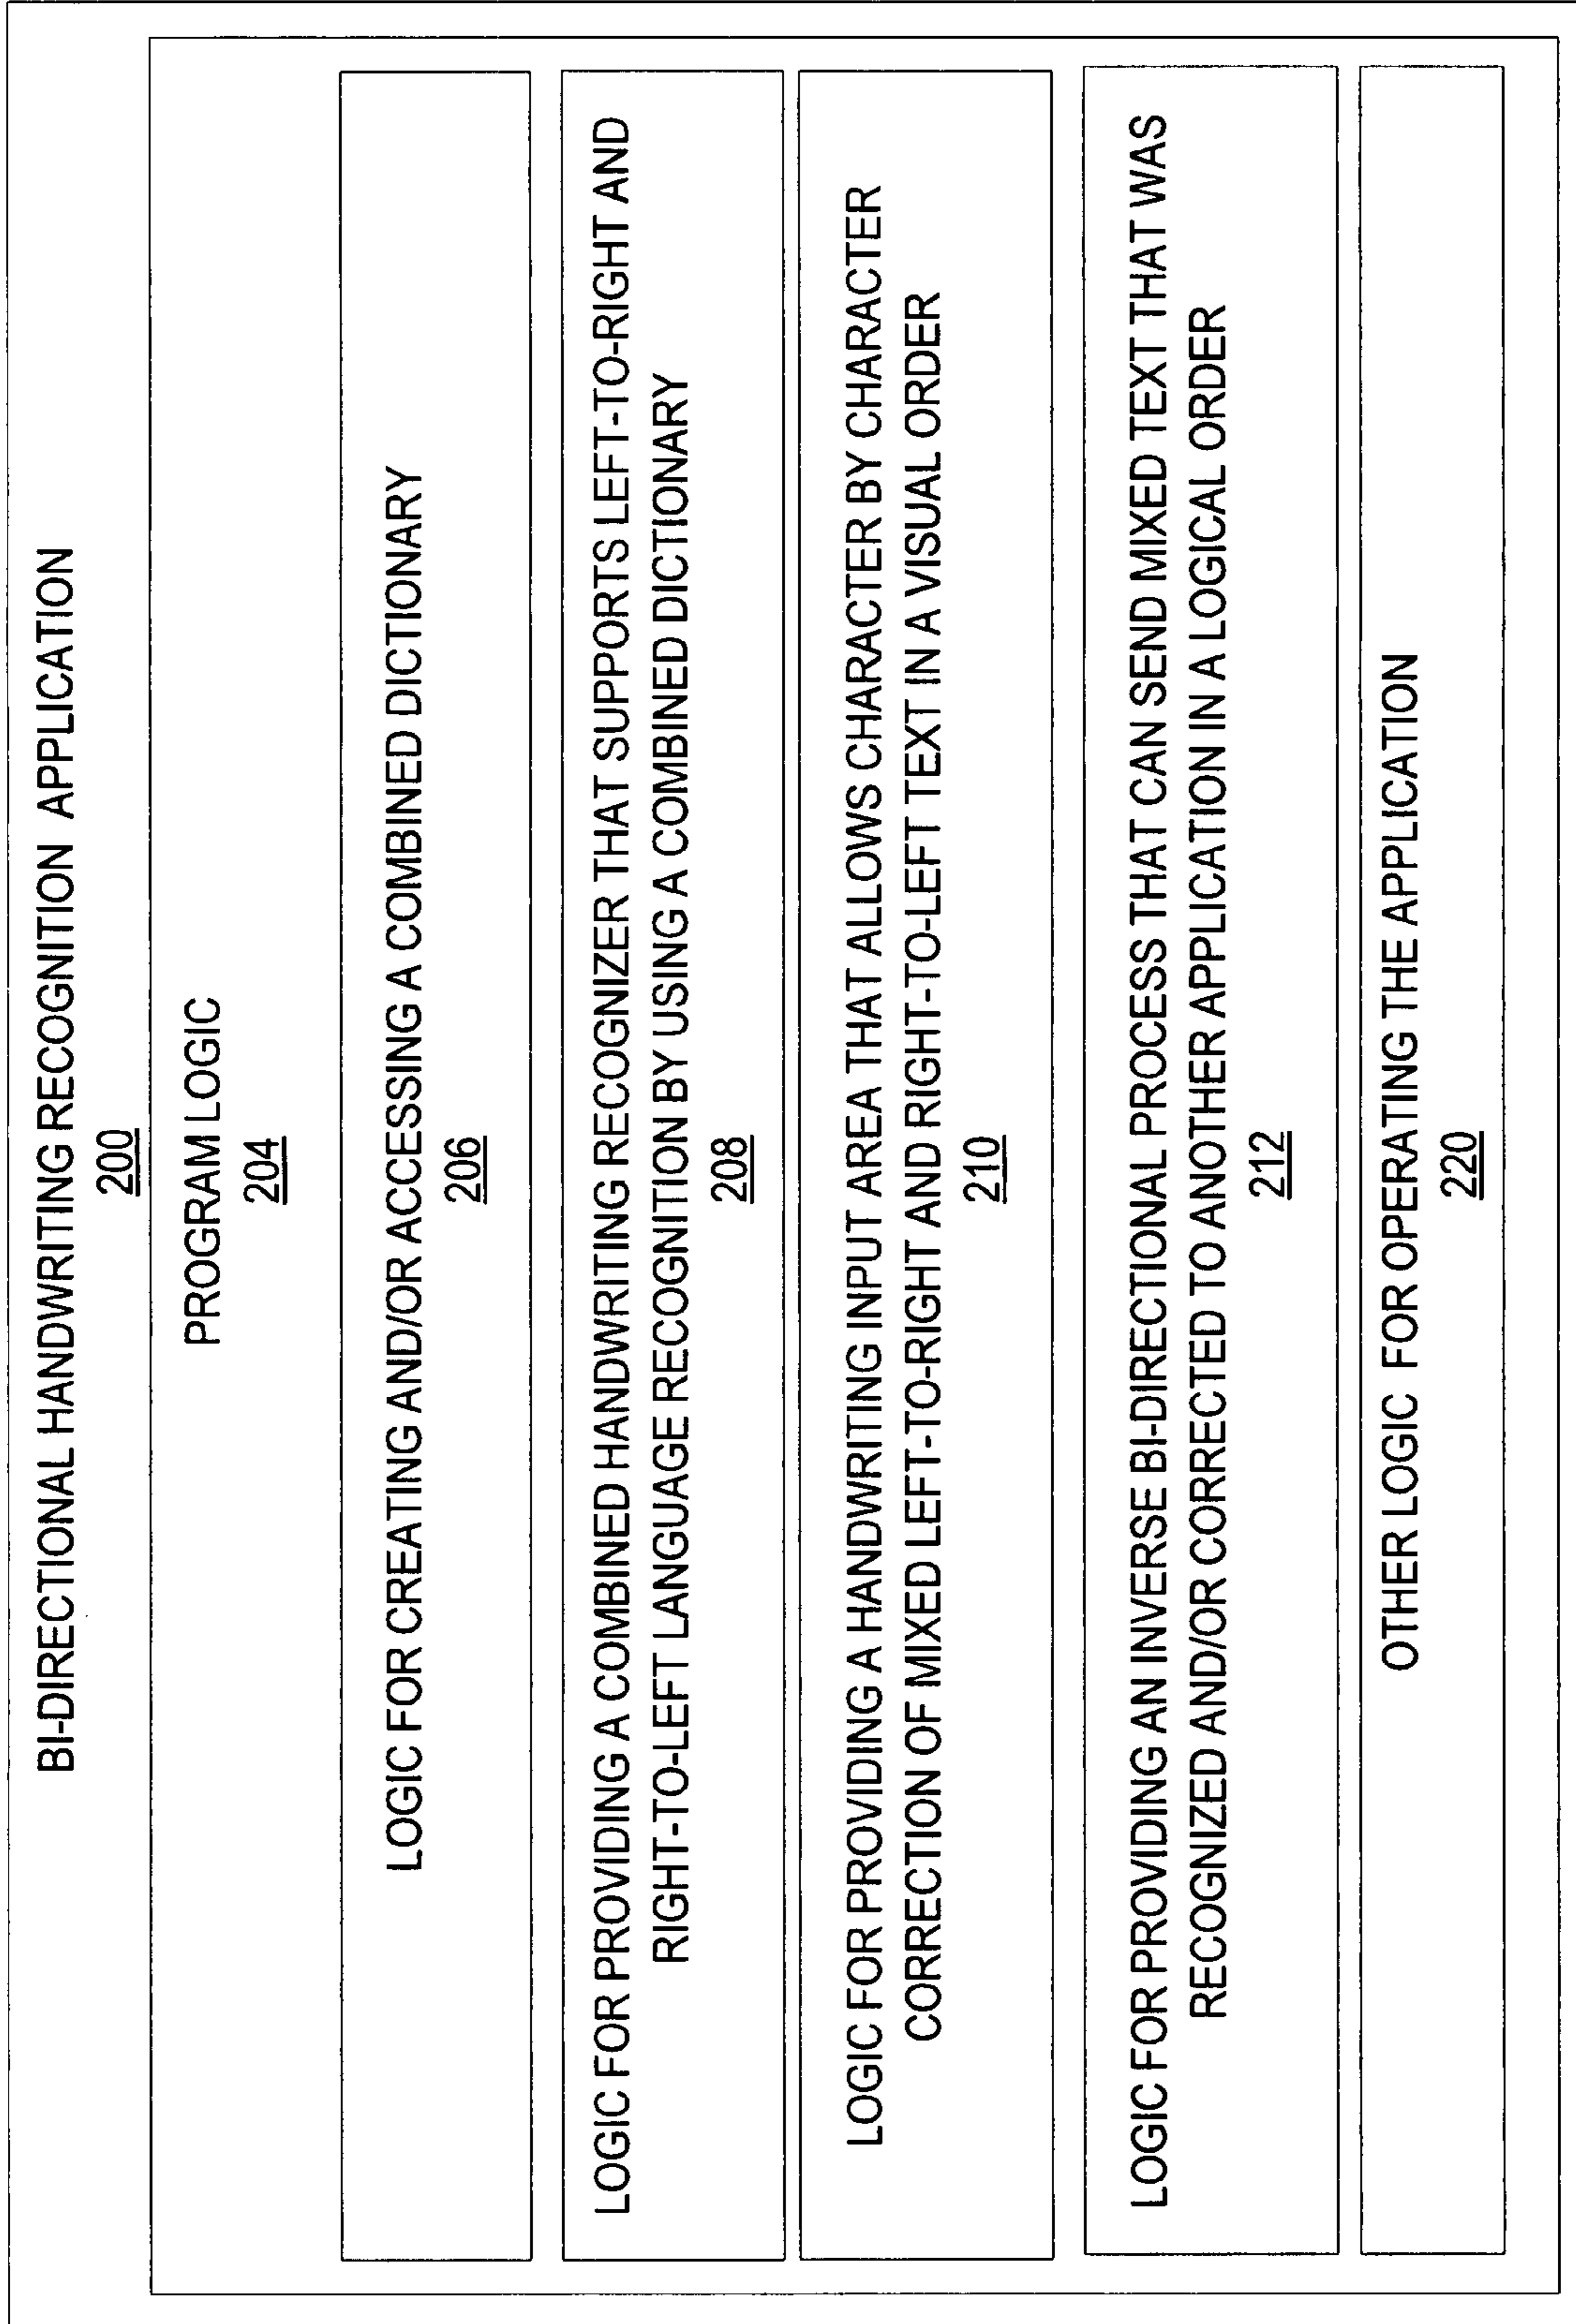 BI-DIRECTIONAL HANDWRITING RECOGNITION APPLICATION
200
PROGRAM LOGIC
204
LOGIC FOR CREATING AND/OR ACCESSING A COMBINED DICTIONARY
206
LOGIC FOR PROVIDING A COMBINED HANDWRITING RECOGNIZER THAT SUPPORTS LEFT-TO-RIGHT AND
RIGHT-TO-LEFT LANGUAGE RECOGNITION BY USING A COMBINED DICTIONARY
208
LOGIC FOR PROVIDING A HANDWRITING INPUT AREA THAT ALLOWS CHARACTER BY CHARACTER
CORRECTION OF MIXED LEFT-TO-RIGHT AND RIGHT-TO-LEFT TEXT IN A VISUAL ORDER
210
LOGIC FOR PROVIDING AN INVERSE BI-DIRECTIONAL PROCESS THAT CAN SEND MIXED TEXT THAT WAS
RECOGNIZED AND/OR CORRECTED TO ANOTHER APPLICATION IN A LOGICAL ORDER
212
OTHER LOGIC FOR OPERATING THE APPLICATION
220